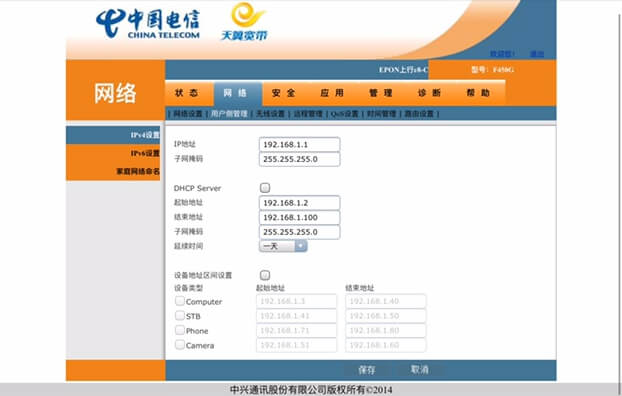 中国电信
CHINA TELECOM
天翼宽带
欢迎您! 退出
网络
EPON上行e8-C 型号: F450G
状态 网络 安全 应用 管理 诊断 帮助
| 网络设置 | 用户侧管理 | 无线设置 | 远程管理 | QoS设置 | 时间管理 | 路由设置 |
IPv4设置
IPv6设置
家庭网络命名
IP地址 192.168.1.1
子网掩码 255.255.255.0
DHCP Server
起始地址 192.168.1.2
结束地址 192.168.1.100
子网掩码 255.255.255.0
延续时间 一天
设备地址区间设置
设备类型 起始地址 结束地址
Computer 192.168.1.3 192.168.1.40
STB 192.168.1.41 192.168.1.50
Phone 192.168.1.71 192.168.1.80
Camera 192.168.1.51 192.168.1.60
保存 取消
中兴通讯股份有限公司版权所有©2014